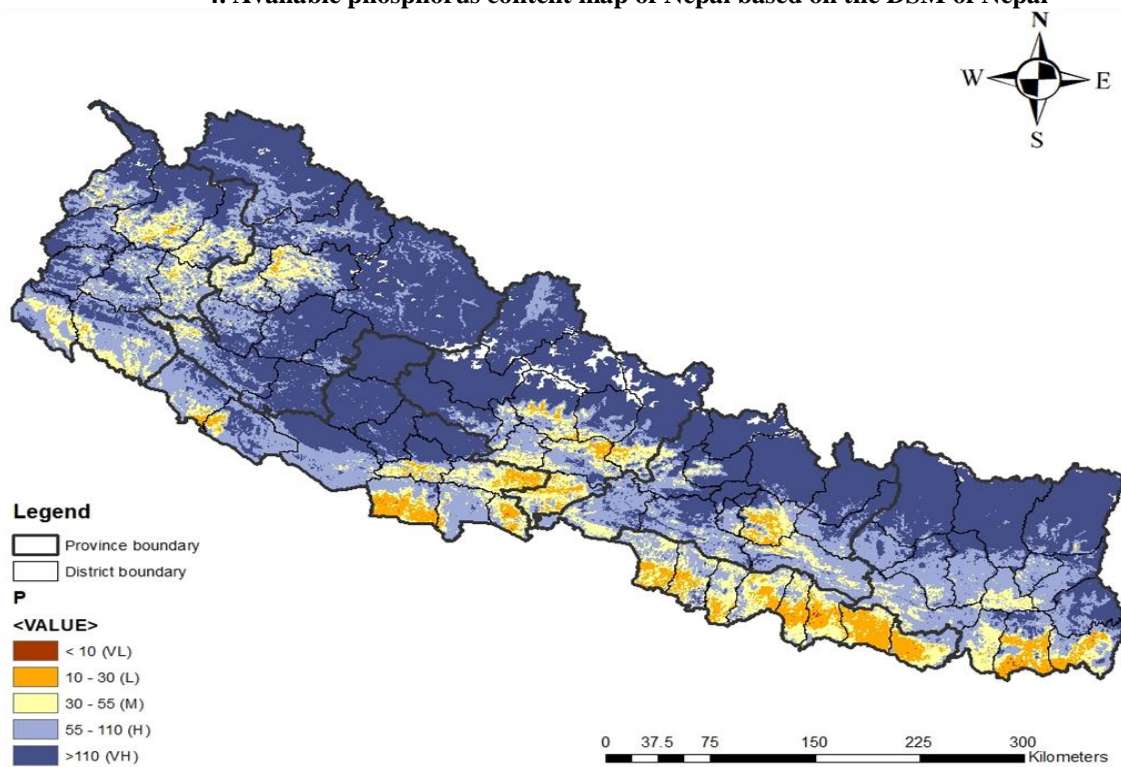 4. Available phosphorus content map of Nepal based on the DSM of Nepal
N
W E
S
Legend
Province boundary
District boundary
P
<VALUE>
< 10 (VL)
10 - 30 (L)
30 - 55 (M)
55 - 110 (H)
>110 (VH)
0 37.5 75 150 225 300
Kilometers